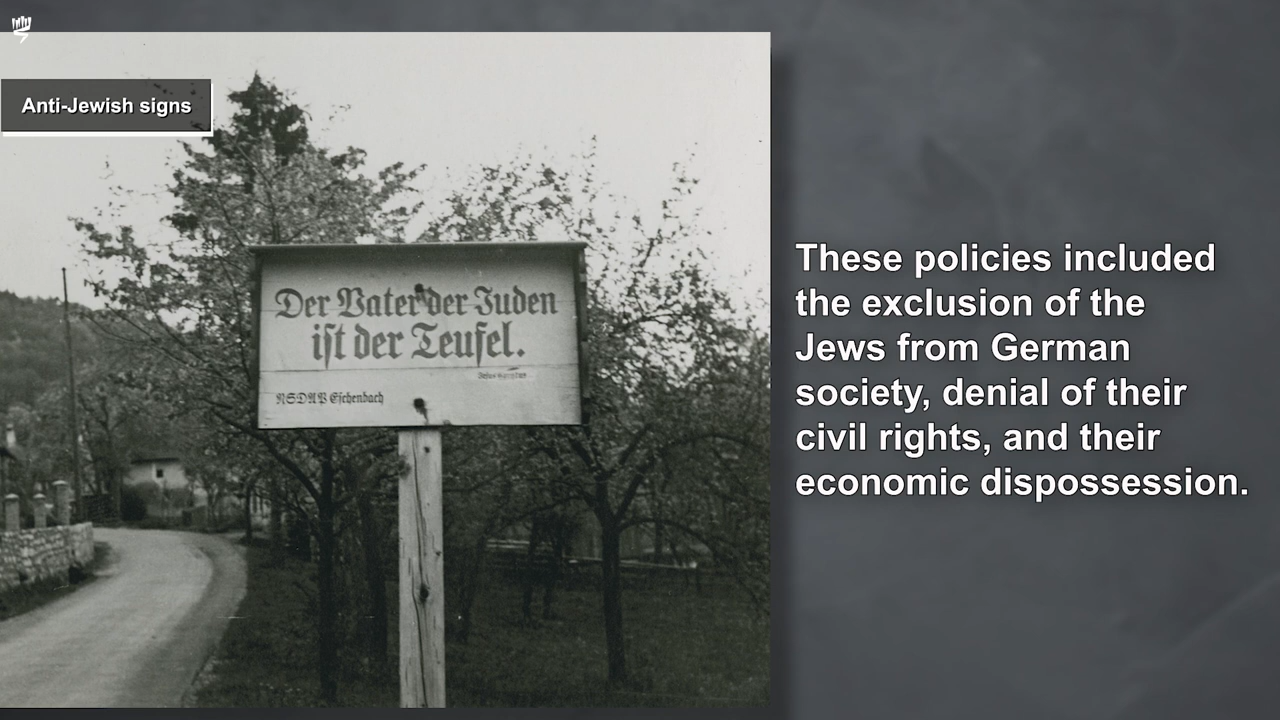 Anti-Jewish signs
Der Vater der Juden
ist der Teufel.
NSDAP Eschenbach
These policies included
the exclusion of the
Jews from German
society, denial of their
civil rights, and their
economic dispossession.